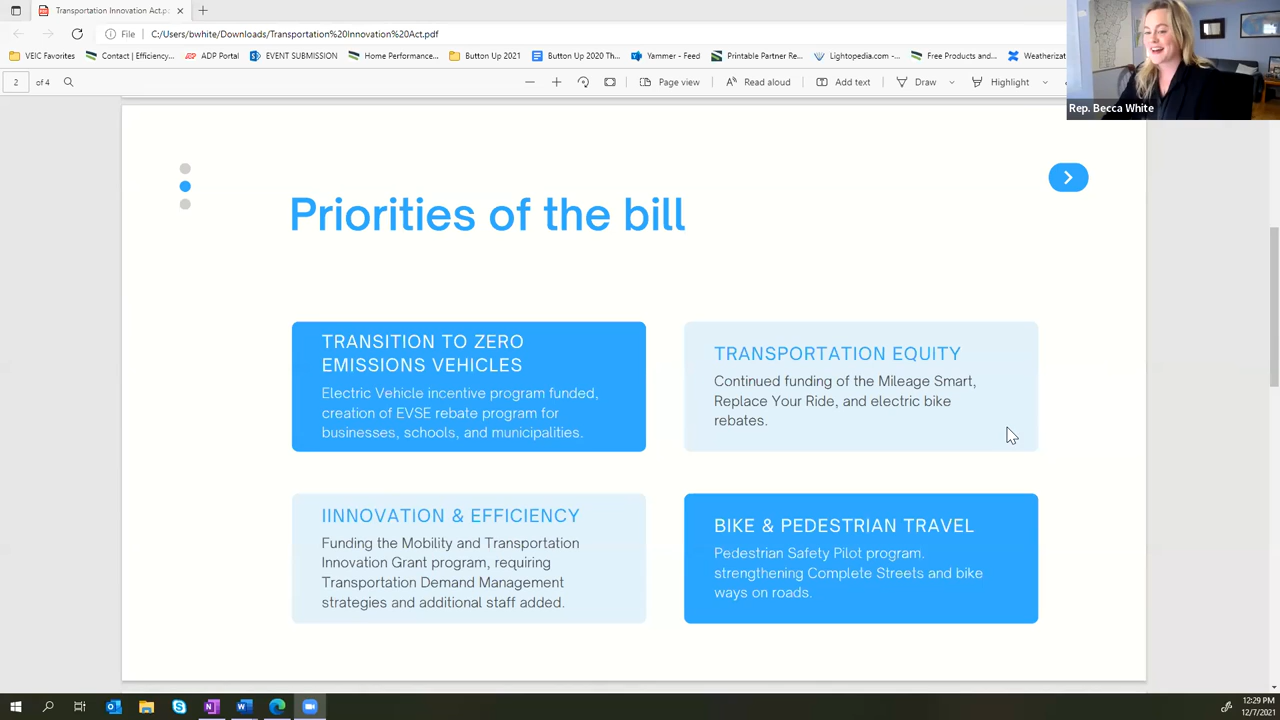 Transportation Innovation Act.p
File
C:/Users/bwhite/Downloads/Transportation%20Innovation%20Act.pdf
VEIC Favorites
Contact | Efficiency...
ADP Portal
EVENT SUBMISSION
Home Performance...
Button Up 2021
Button Up 2020 Th...
Yammer - Feed
Printable Partner Re...
Lightopedia.com -...
Free Products and...
Weatherizat
2 of 4
Page view
Read aloud
Add text
Draw
Highlight
Rep. Becca White
Priorities of the bill
TRANSITION TO ZERO
EMISSIONS VEHICLES
Electric Vehicle incentive program funded,
creation of EVSE rebate program for
businesses, schools, and municipalities.
TRANSPORTATION EQUITY
Continued funding of the Mileage Smart,
Replace Your Ride, and electric bike
rebates.
IINNOVATION & EFFICIENCY
Funding the Mobility and Transportation
Innovation Grant program, requiring
Transportation Demand Management
strategies and additional staff added.
BIKE & PEDESTRIAN TRAVEL
Pedestrian Safety Pilot program.
strengthening Complete Streets and bike
ways on roads.
12:29 PM
12/7/2021